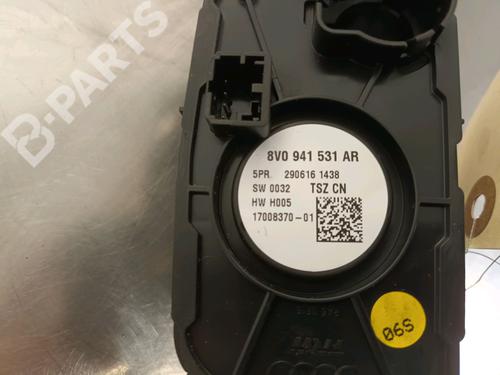 B-PARTS
8V0 941 531 AR
5PR. 290616 1438
SW 0032 TSZ CN
HW H005
17008370-01
06S